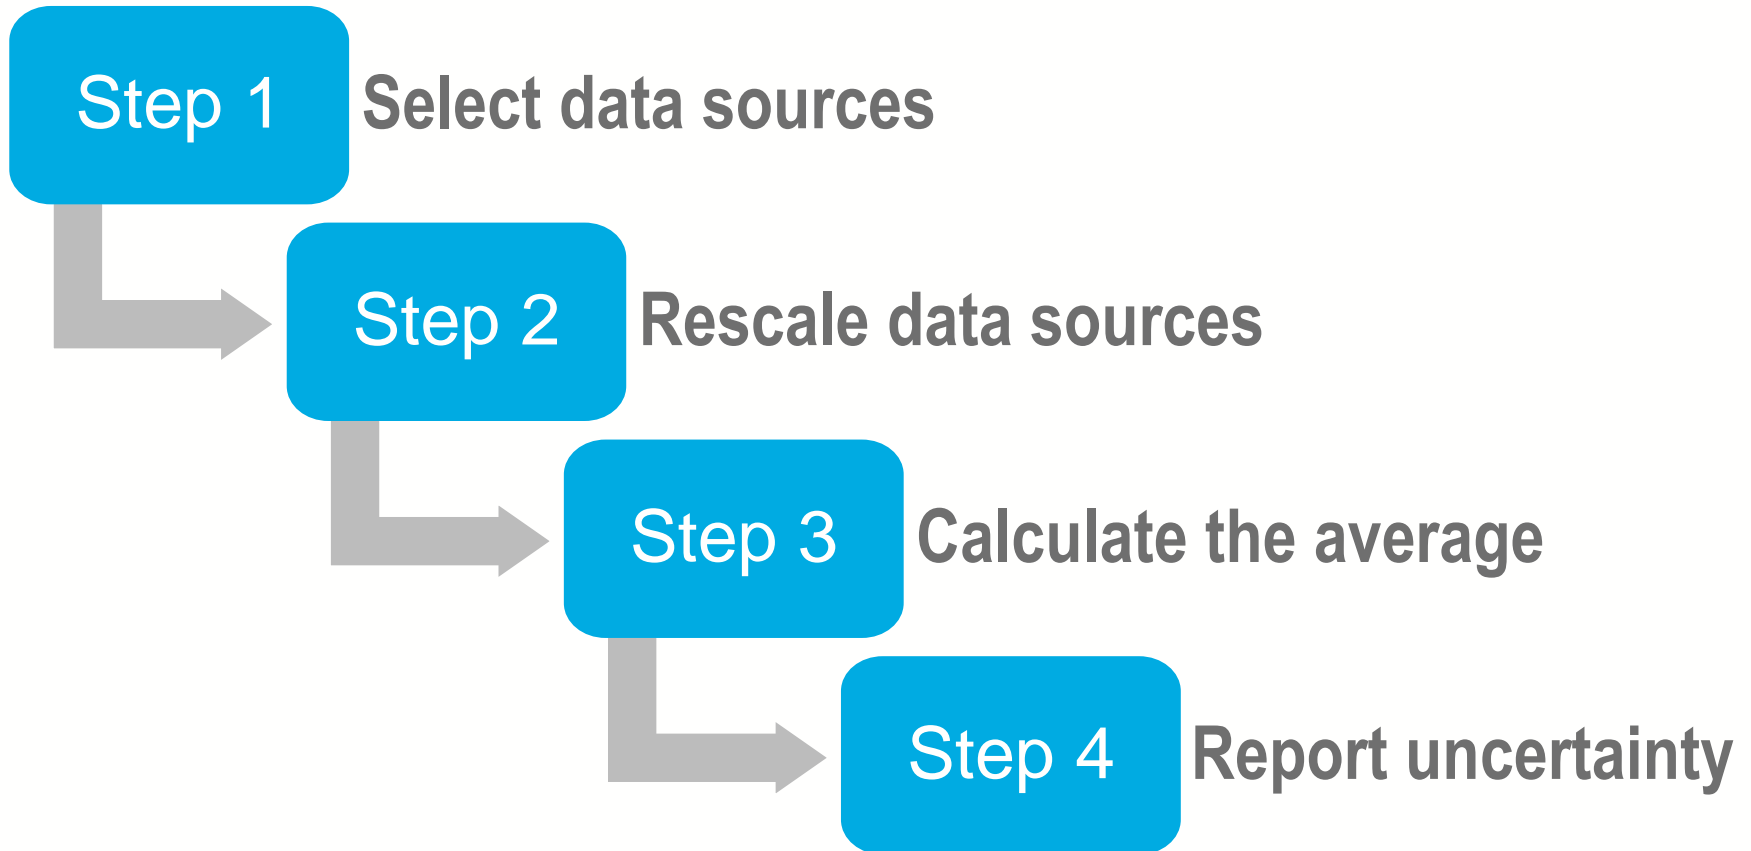 Step 1 Select data sources
Step 2 Rescale data sources
Step 3 Calculate the average
Step 4 Report uncertainty